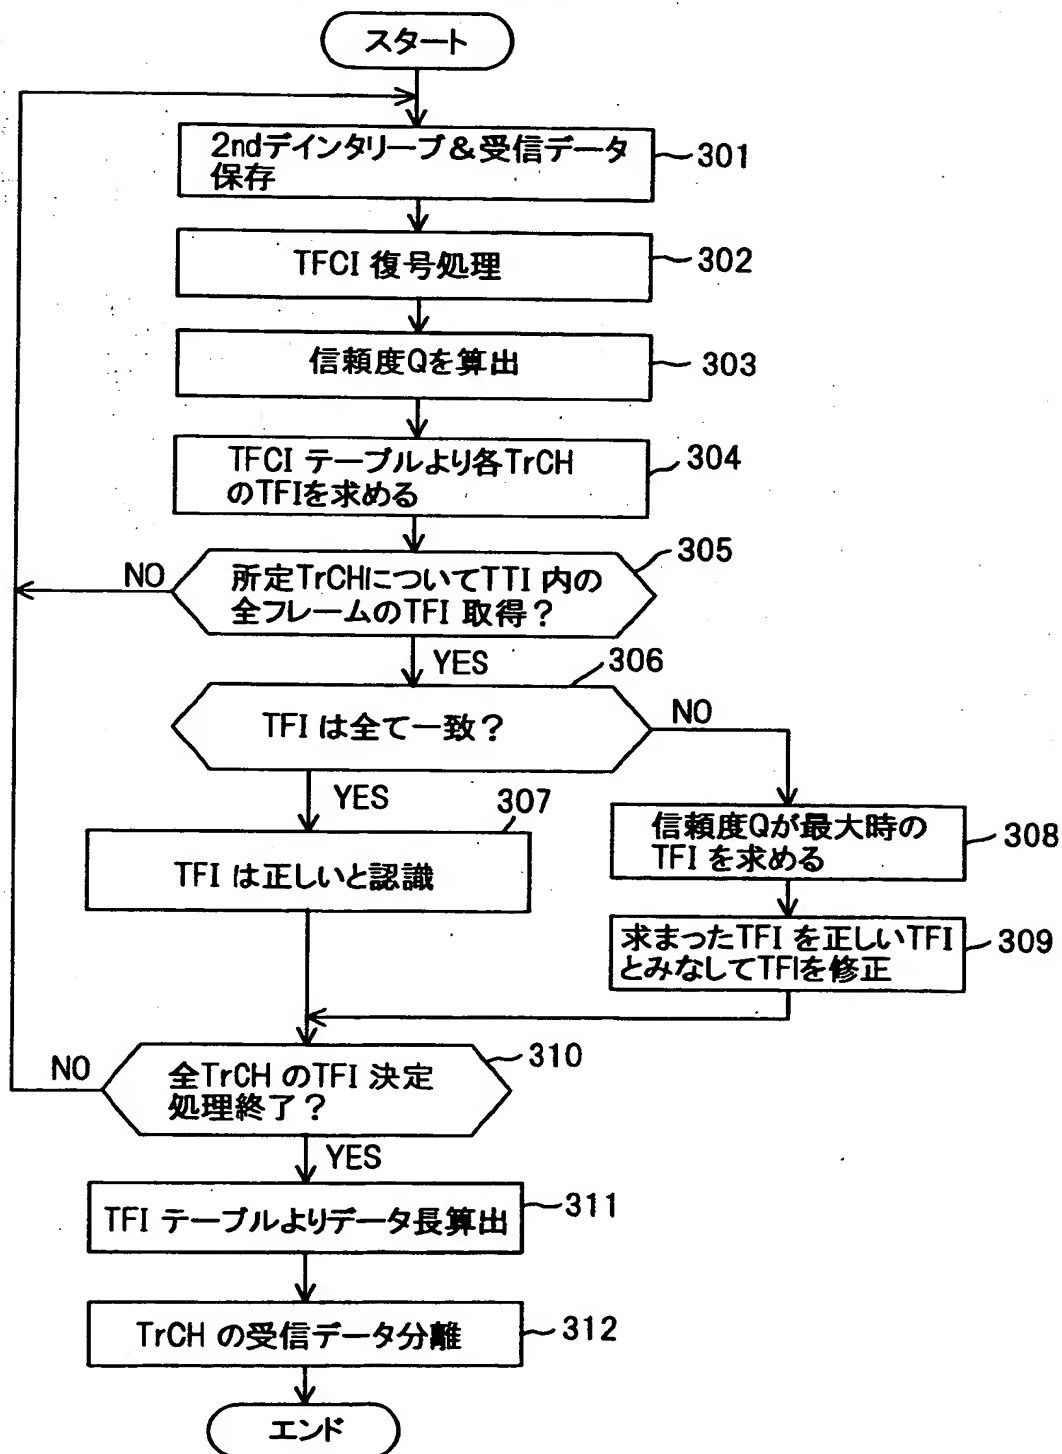 スタート
2ndデインタリーブ&受信データ
保存
301
TFCI 復号処理
302
信頼度Qを算出
303
TFCI テーブルより各TrCH
のTFIを求める
304
所定TrCHについてTTI 内の
全フレームのTFI 取得?
305
NO
YES
306
TFI は全て一致?
NO
YES
307
TFI は正しいと認識
信頼度Qが最大時の
TFI を求める
308
求まったTFI を正しいTFI
とみなしてTFIを修正
309
全TrCH のTFI 決定
処理終了?
310
NO
YES
TFI テーブルよりデータ長算出
311
TrCH の受信データ分離
312
エンド